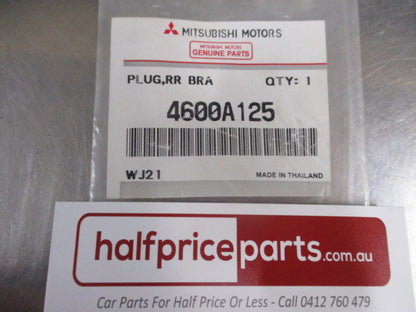 MITSUBISHI MOTORS
MITSUBISHI MOTORS
GENUINE PARTS
PLUG,RR BRA QTY: 1
4600A125
WJ21 MADE IN THAILAND
halfpriceparts.com.au
Car Parts For Half Price Or Less - Call 0412 760 479